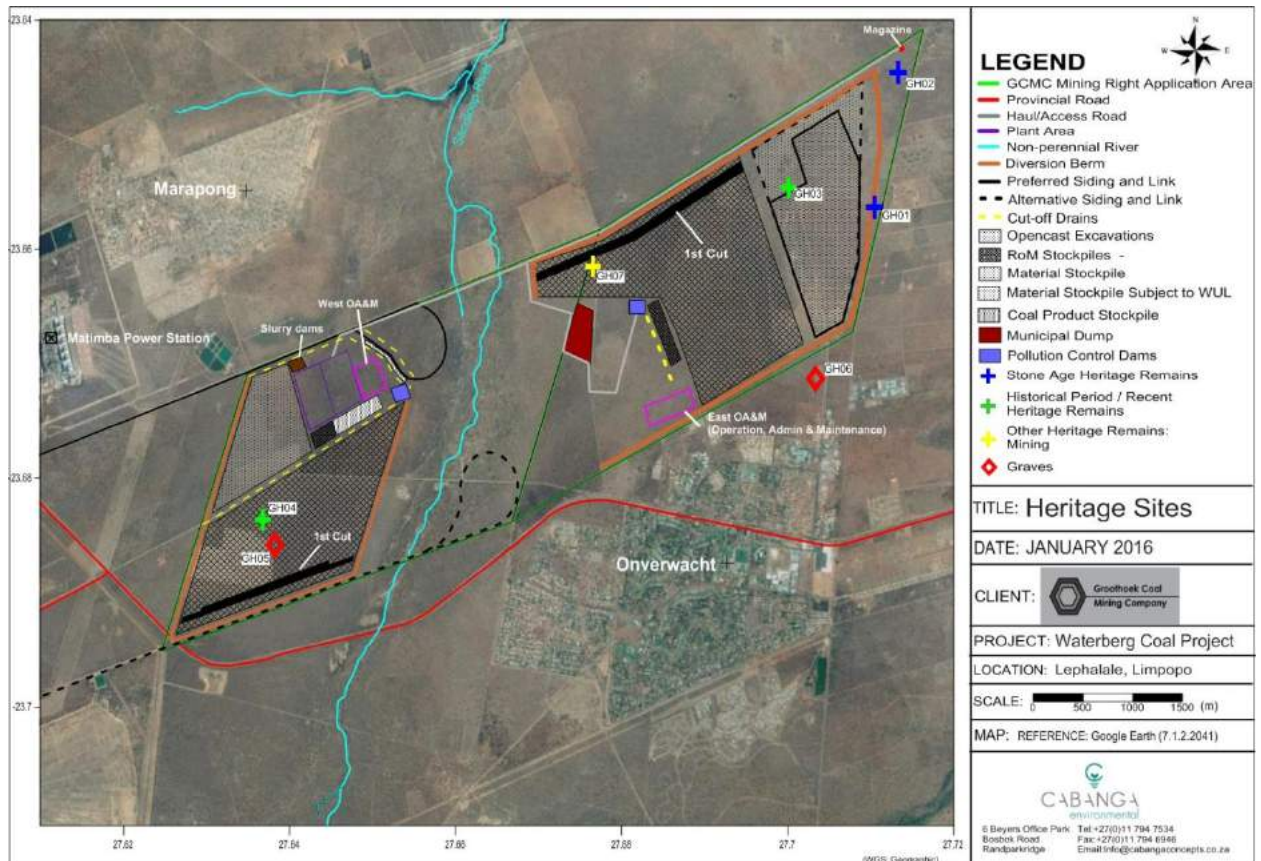 -23.64
-23.66
-23.68
-23.7
27.62
27.64
27.66
27.68
27.7
27.71
27.72
(WGS Geographic)
Magazine
GH02
Marapong
GH03
GH01
1st Cut
GH07
West OA&M
Slurry dams
Matimba Power Station
GH06
East OA&M
(Operation, Admin & Maintenance)
GH04
GH05
1st Cut
Onverwacht
N
W E
S
LEGEND
GCMC Mining Right Application Area
Provincial Road
Haul/Access Road
Plant Area
Non-perennial River
Diversion Berm
Preferred Siding and Link
Alternative Siding and Link
Cut-off Drains
Opencast Excavations
RoM Stockpiles -
Material Stockpile
Material Stockpile Subject to WUL
Coal Product Stockpile
Municipal Dump
Pollution Control Dams
Stone Age Heritage Remains
Historical Period / Recent
Heritage Remains
Other Heritage Remains:
Mining
Graves
TITLE: Heritage Sites
DATE: JANUARY 2016
CLIENT:
Groothoek Coal
Mining Company
PROJECT: Waterberg Coal Project
LOCATION: Lephalale, Limpopo
SCALE: 0 500 1000 1500 (m)
MAP: REFERENCE: Google Earth (7.1.2.2041)
CABANGA
environmental
6 Beyers Office Park Tel:+27(0)11 794 7534
Bosbok Road Fax:+27(0)11 794 6946
Randparkridge Email:info@cabangaconcepts.co.za